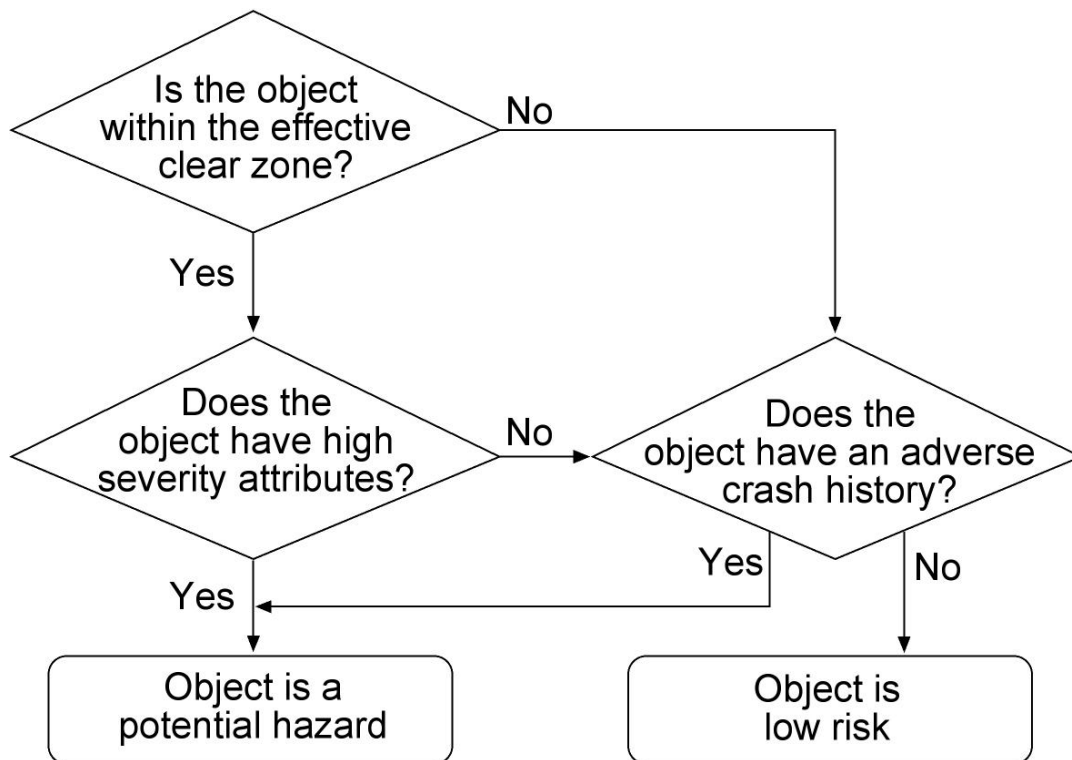 Is the object
within the effective
clear zone?
No
Yes
Does the
object have high
severity attributes?
No
Does the
object have an adverse
crash history?
Yes
Yes
No
Object is a
potential hazard
Object is
low risk